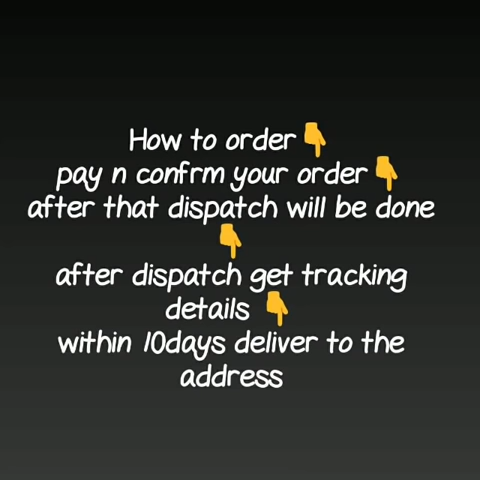 How to order👇
pay n confrm your order👇
after that dispatch will be done
👇
after dispatch get tracking
details 👇
within 10days deliver to the
address